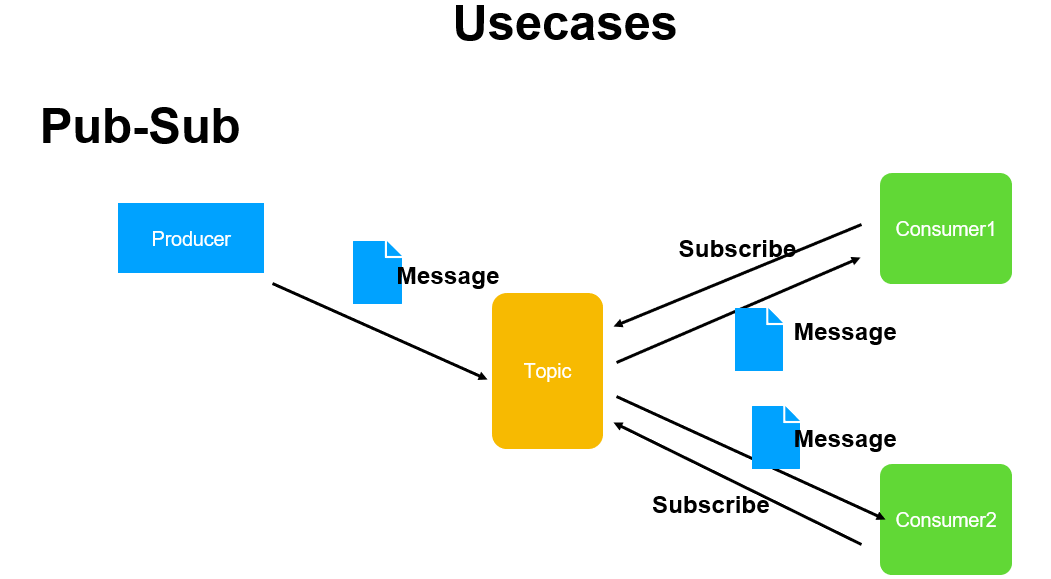 Usecases
Pub-Sub
Producer
Message
Subscribe
Consumer1
Message
Topic
Message
Subscribe
Consumer2